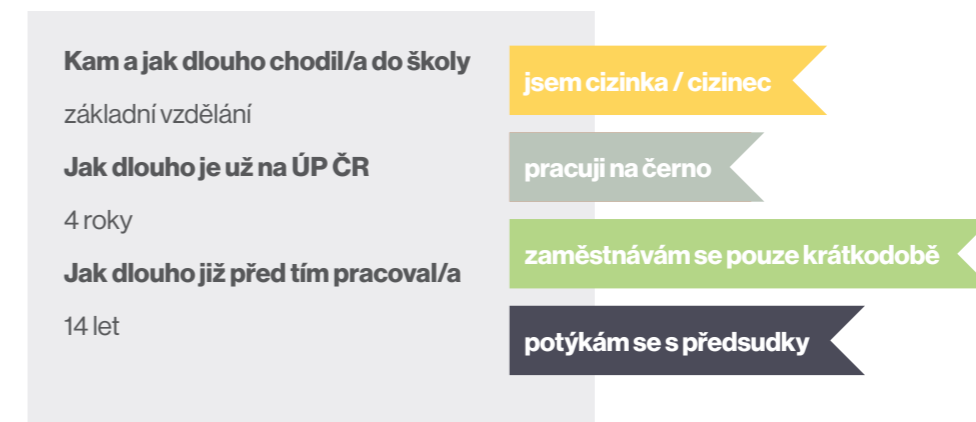 Kam a jak dlouho chodil/a do školy
základní vzdělání
Jak dlouho je už na ÚP ČR
4 roky
Jak dlouho již před tím pracoval/a
14 let
jsem cizinka / cizinec
pracuji na černo
zaměstnávám se pouze krátkodobě
potýkám se s předsudky